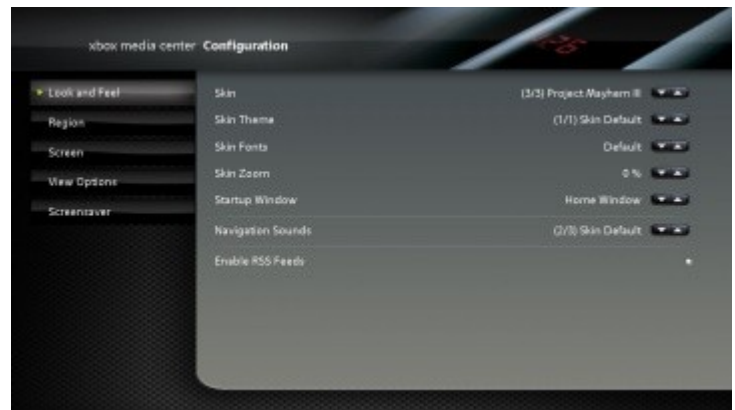 xbox media center Configuration
Look and Feel
Region
Screen
View Options
Screensaver
Skin (3/3) Project Mayhem III
Skin Theme (1/1) Skin Default
Skin Fonts Default
Skin Zoom 0 %
Startup Window Home Window
Navigation Sounds (2/3) Skin Default
Enable RSS Feeds